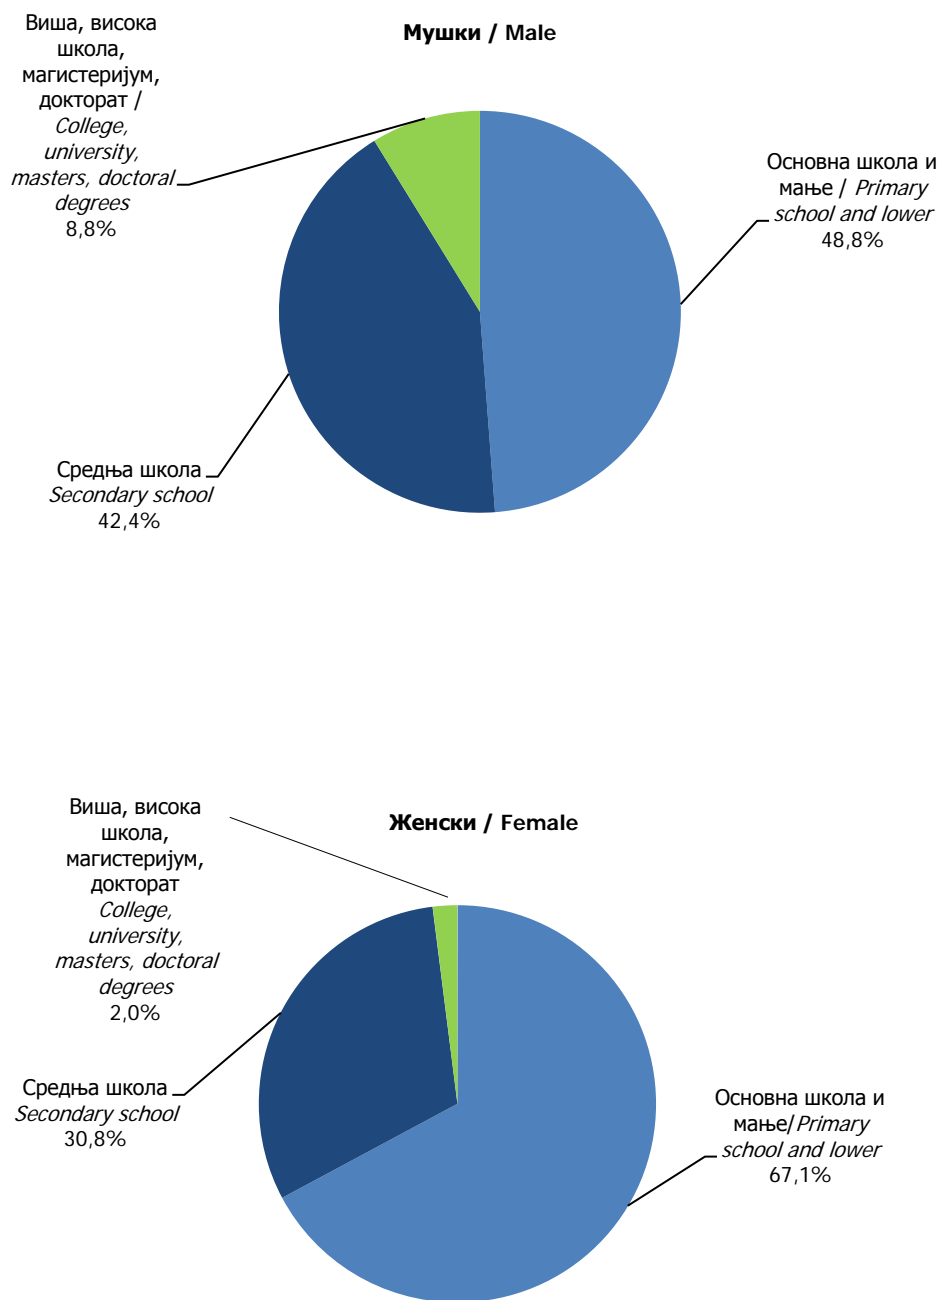 Мушки / Male
Виша, висока
школа,
магистеријум,
докторат /
College,
university,
masters, doctoral
degrees
8,8%
Основна школа и
мање / Primary
school and lower
48,8%
Средња школа
Secondary school
42,4%
Женски / Female
Виша, висока
школа,
магистеријум,
докторат
College,
university,
masters, doctoral
degrees
2,0%
Средња школа
Secondary school
30,8%
Основна школа и
мање/Primary
school and lower
67,1%